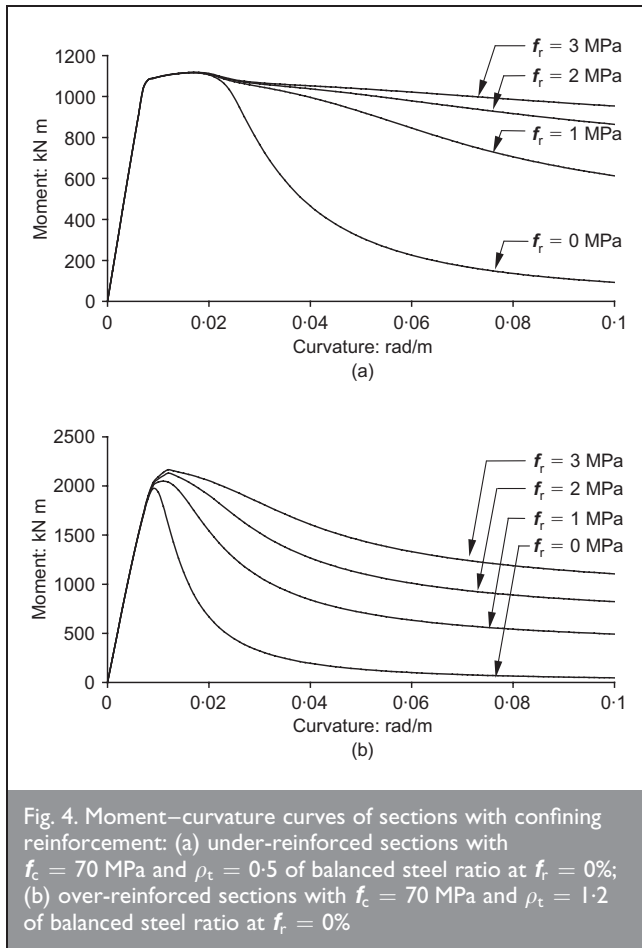 1200
1000
800
600
400
200
0
Moment: kN m
0
0·02
0·04
0·06
0·08
0·1
Curvature: rad/m
(a)
f_r = 3 MPa
f_r = 2 MPa
f_r = 1 MPa
f_r = 0 MPa
2500
2000
1500
1000
500
0
Moment: kN m
0
0·02
0·04
0·06
0·08
0·1
Curvature: rad/m
(b)
f_r = 3 MPa
f_r = 2 MPa
f_r = 1 MPa
f_r = 0 MPa
Fig. 4. Moment–curvature curves of sections with confining
reinforcement: (a) under-reinforced sections with
f_c = 70 MPa and ρ_t = 0·5 of balanced steel ratio at f_r = 0%;
(b) over-reinforced sections with f_c = 70 MPa and ρ_t = 1·2
of balanced steel ratio at f_r = 0%